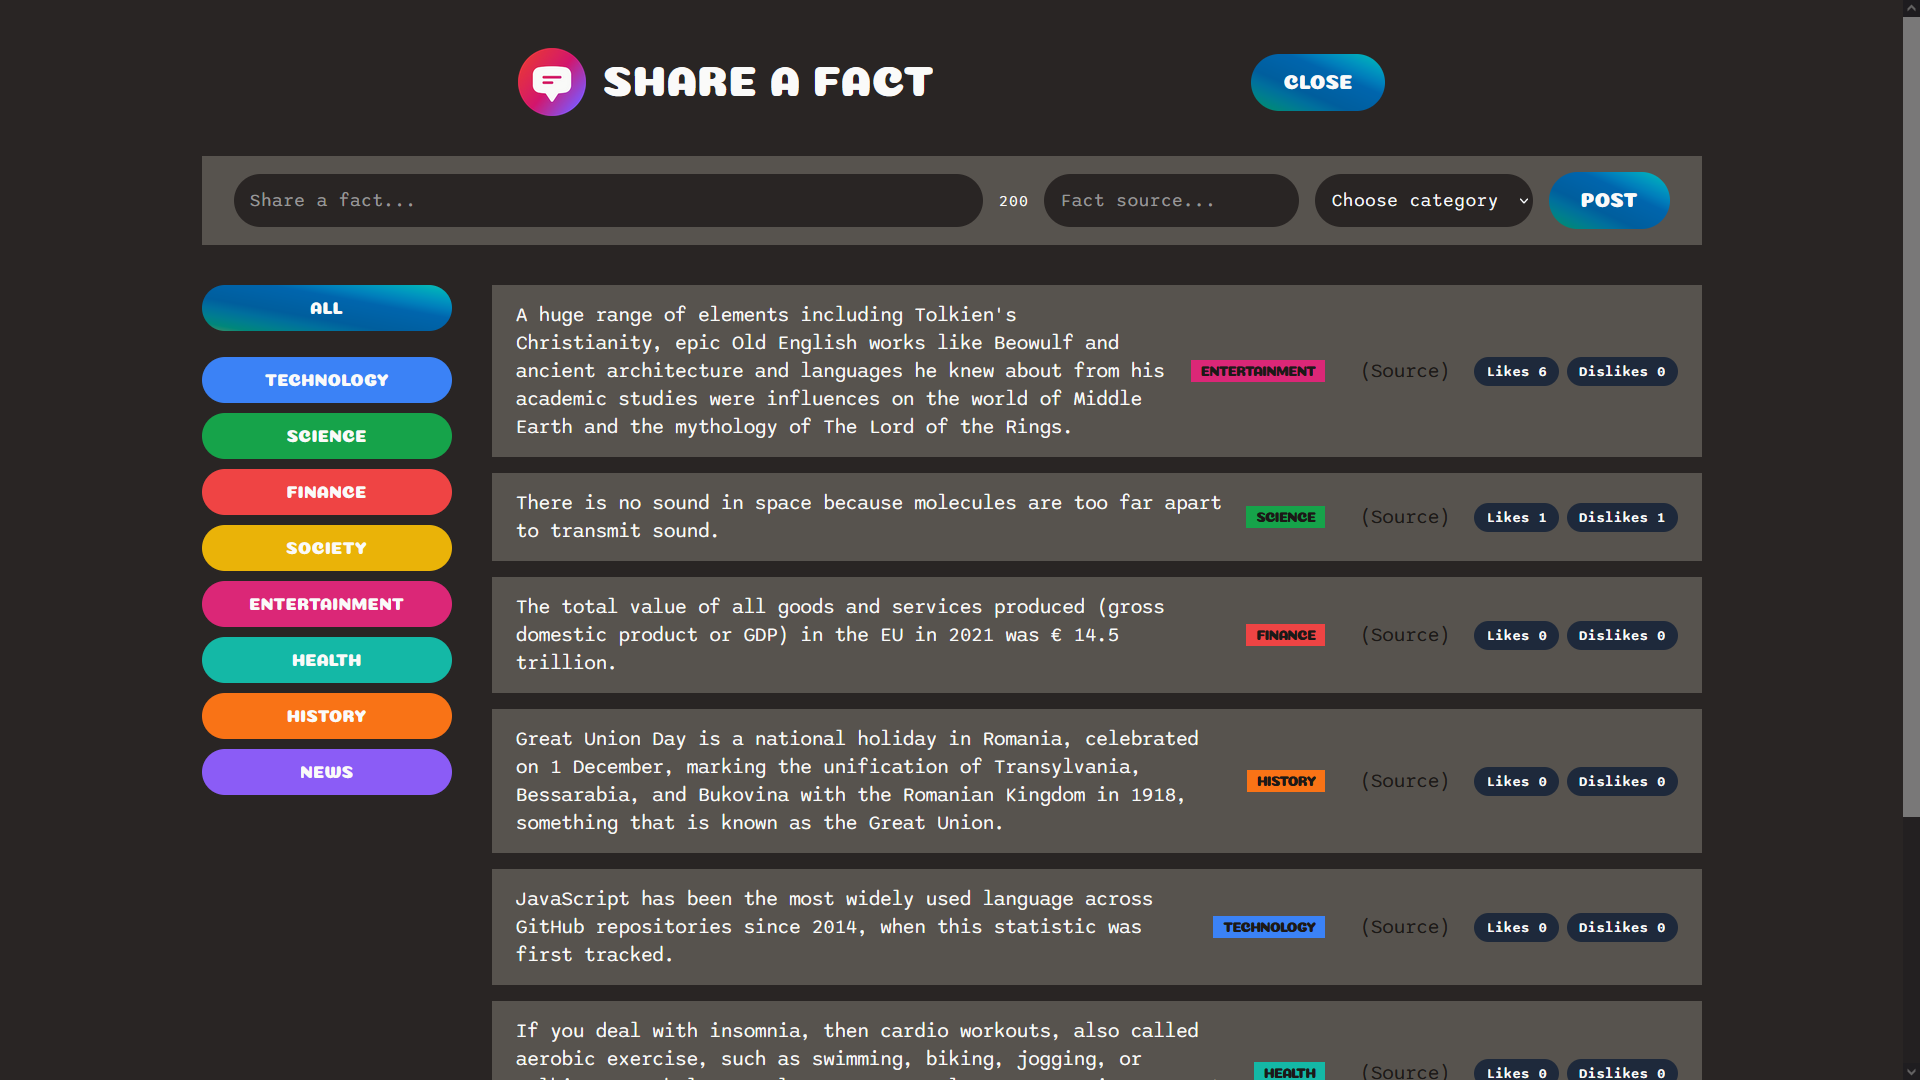 SHARE A FACT
CLOSE
Share a fact...
200
Fact source...
Choose category
POST
ALL
TECHNOLOGY
SCIENCE
FINANCE
SOCIETY
ENTERTAINMENT
HEALTH
HISTORY
NEWS
A huge range of elements including Tolkien's
Christianity, epic Old English works like Beowulf and
ancient architecture and languages he knew about from his
academic studies were influences on the world of Middle
Earth and the mythology of The Lord of the Rings.
ENTERTAINMENT
(Source)
Likes 6
Dislikes 0
There is no sound in space because molecules are too far apart
to transmit sound.
SCIENCE
(Source)
Likes 1
Dislikes 1
The total value of all goods and services produced (gross
domestic product or GDP) in the EU in 2021 was € 14.5
trillion.
FINANCE
(Source)
Likes 0
Dislikes 0
Great Union Day is a national holiday in Romania, celebrated
on 1 December, marking the unification of Transylvania,
Bessarabia, and Bukovina with the Romanian Kingdom in 1918,
something that is known as the Great Union.
HISTORY
(Source)
Likes 0
Dislikes 0
JavaScript has been the most widely used language across
GitHub repositories since 2014, when this statistic was
first tracked.
TECHNOLOGY
(Source)
Likes 0
Dislikes 0
If you deal with insomnia, then cardio workouts, also called
aerobic exercise, such as swimming, biking, jogging, or
HEALTH
(Source)
Likes 0
Dislikes 0